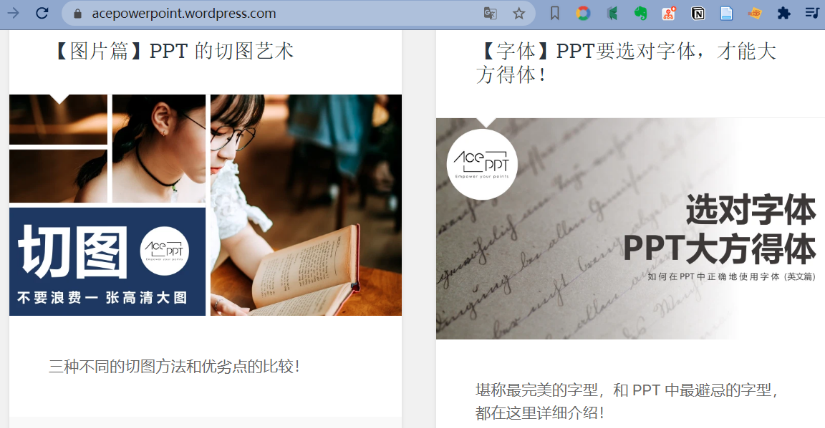 acepowerpoint.wordpress.com
【图片篇】PPT 的切图艺术
切图
Ace PPT
Empower your points
不要浪费一 张高清大图
三种不同的切图方法和优劣点的比较！
【字体】PPT要选对字体，才能大
方得体！
Ace PPT
Empower your points
选对字体
PPT大方得体
如何在PPT中正确地使用字体 (英文篇)
堪称最完美的字型，和 PPT 中最避忌的字型，
都在这里详细介绍！